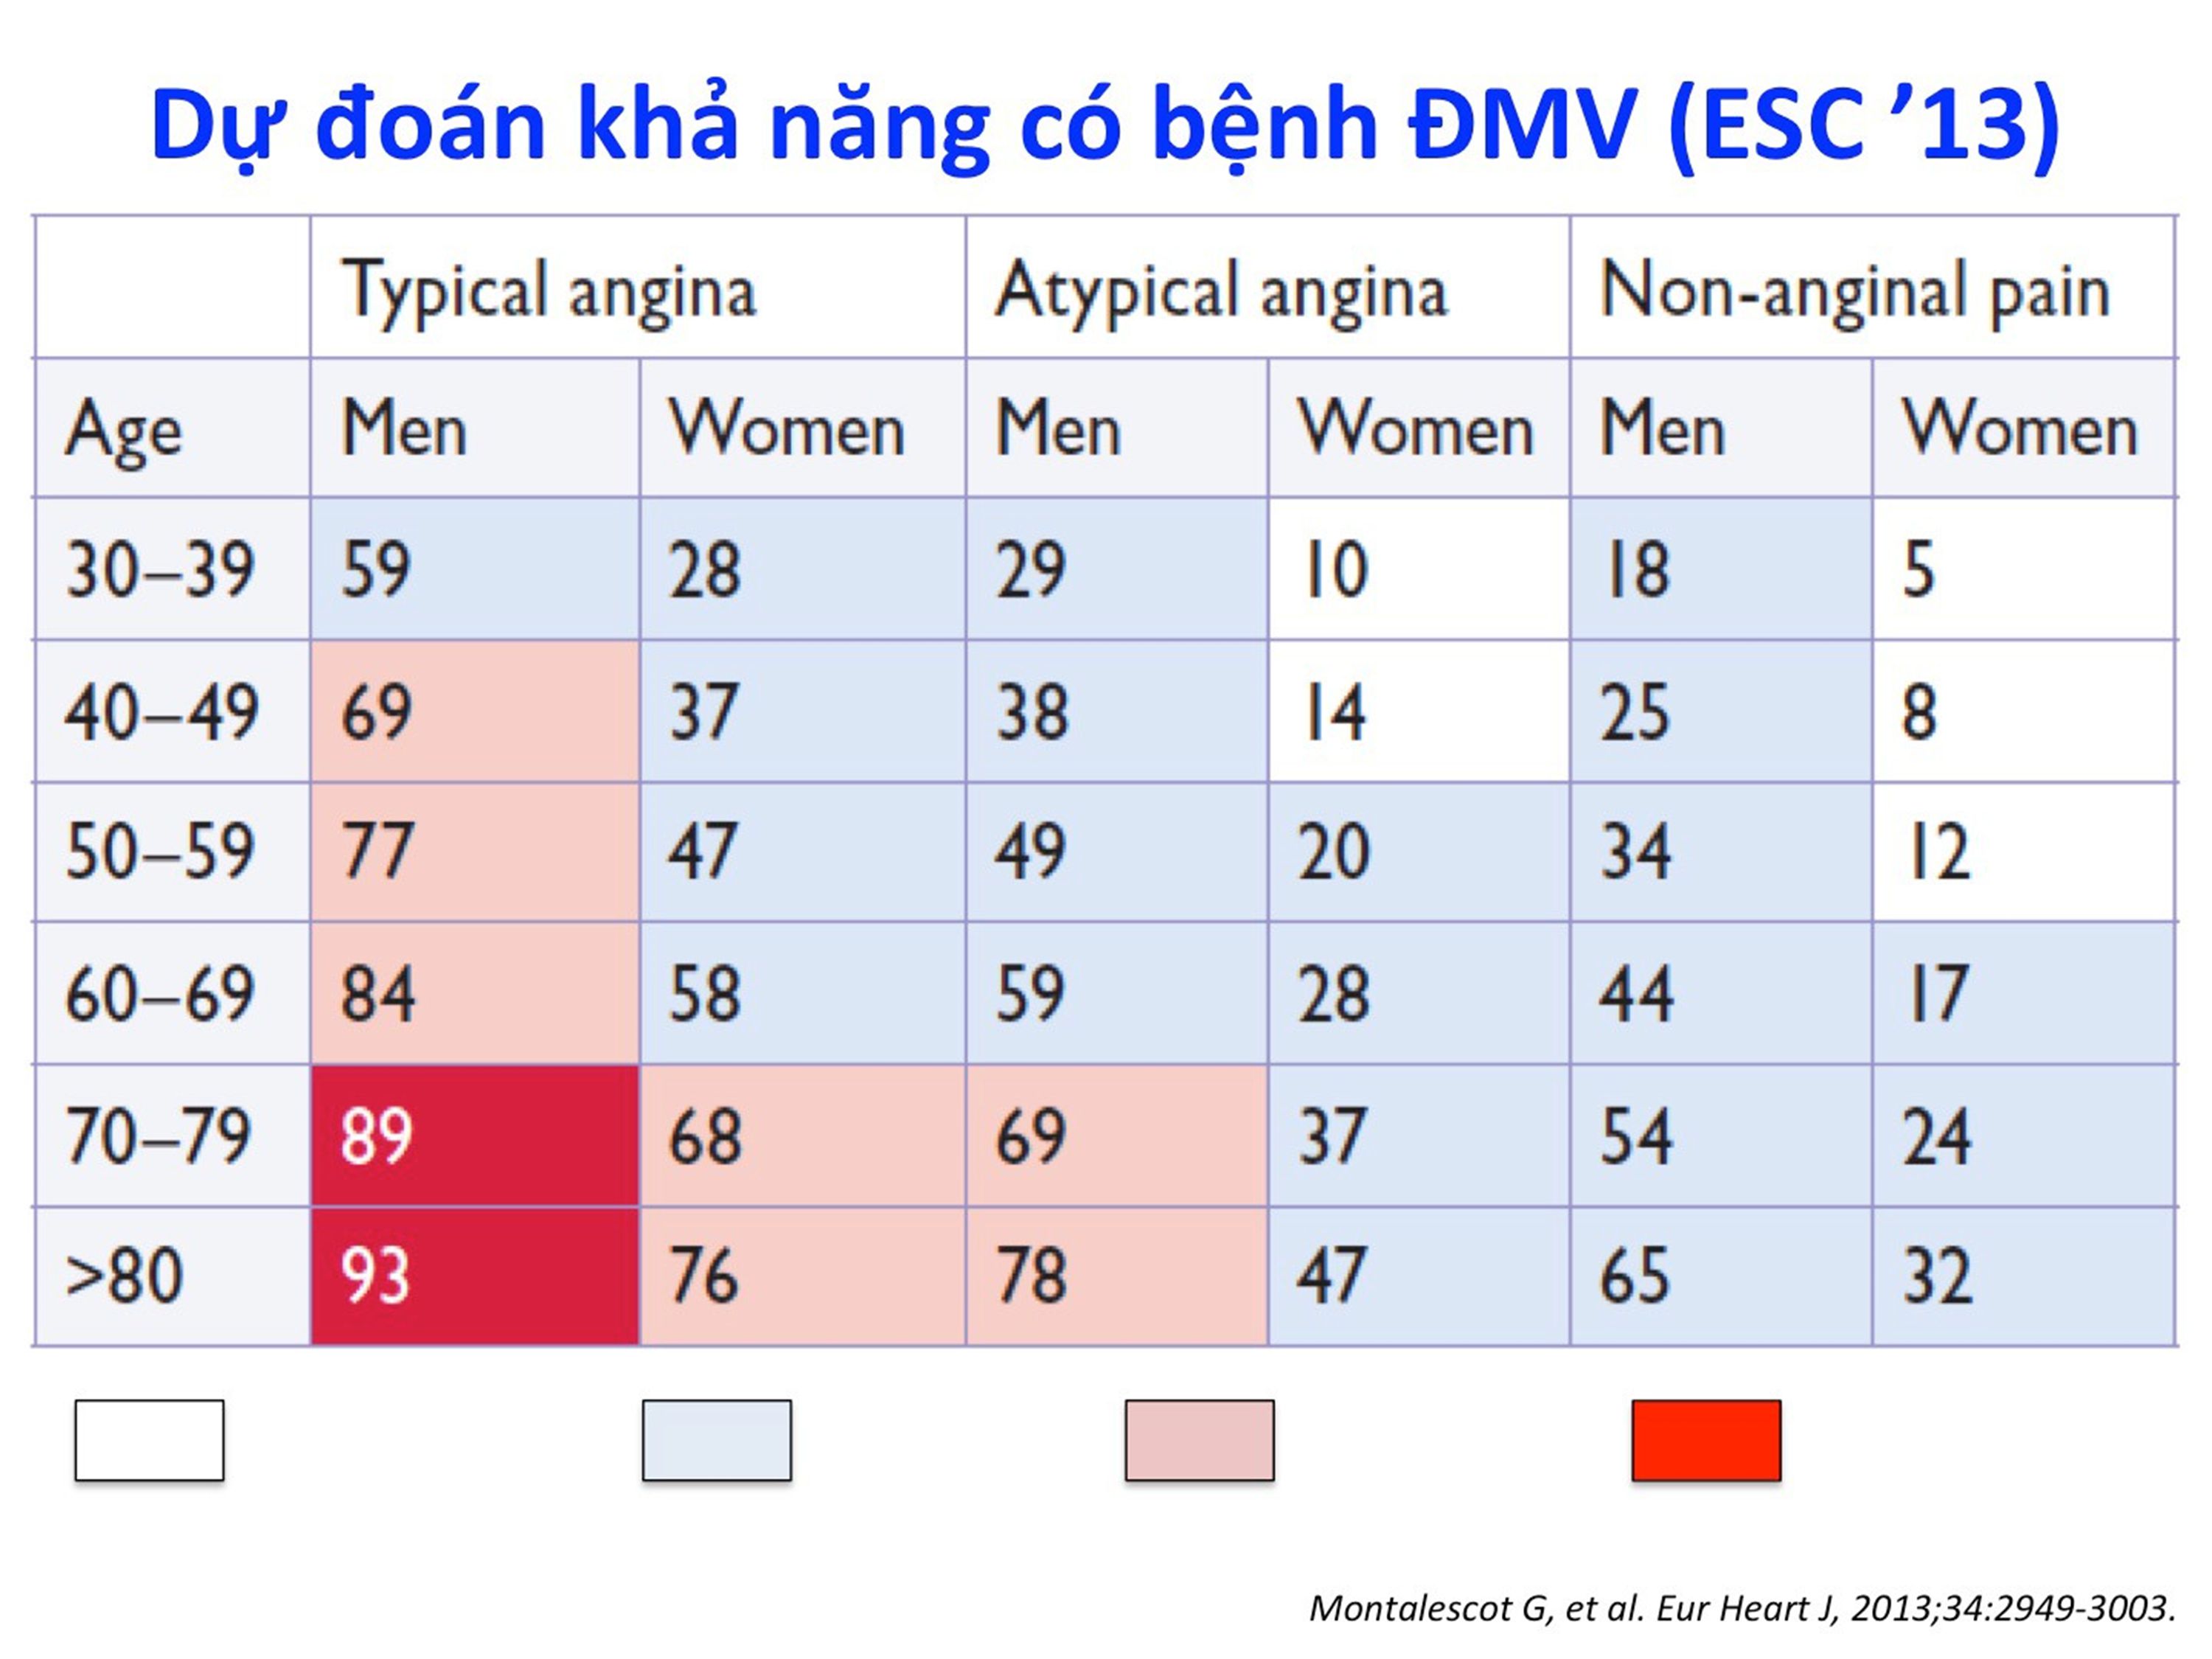 Dự đoán khả năng có bệnh ĐMV (ESC ’13)
Typical angina Atypical angina Non-anginal pain
Age Men Women Men Women Men Women
30–39 59 28 29 10 18 5
40–49 69 37 38 14 25 8
50–59 77 47 49 20 34 12
60–69 84 58 59 28 44 17
70–79 89 68 69 37 54 24
>80 93 76 78 47 65 32
Montalescot G, et al. Eur Heart J, 2013;34:2949-3003.